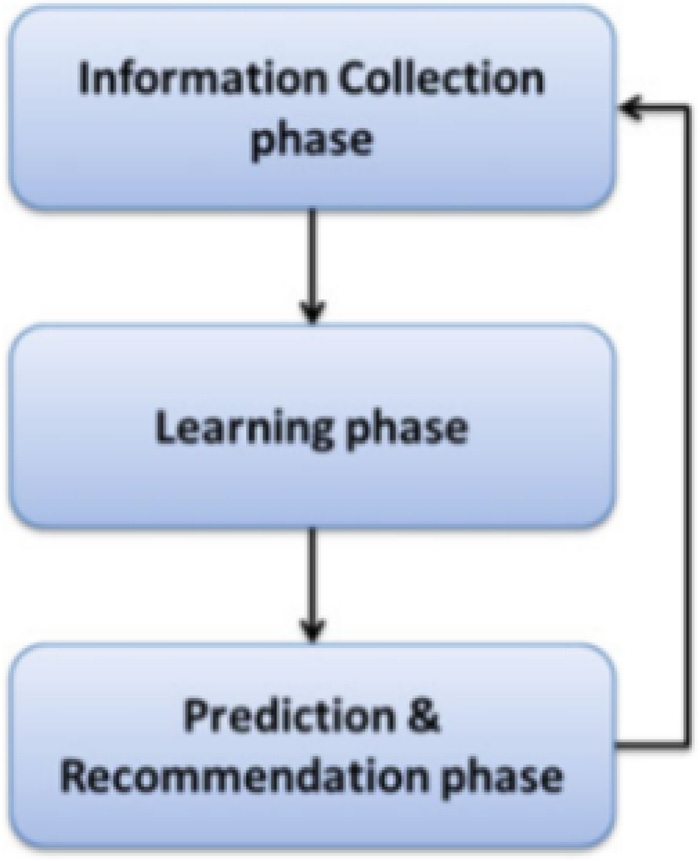 Information Collection
phase
Learning phase
Prediction &
Recommendation phase